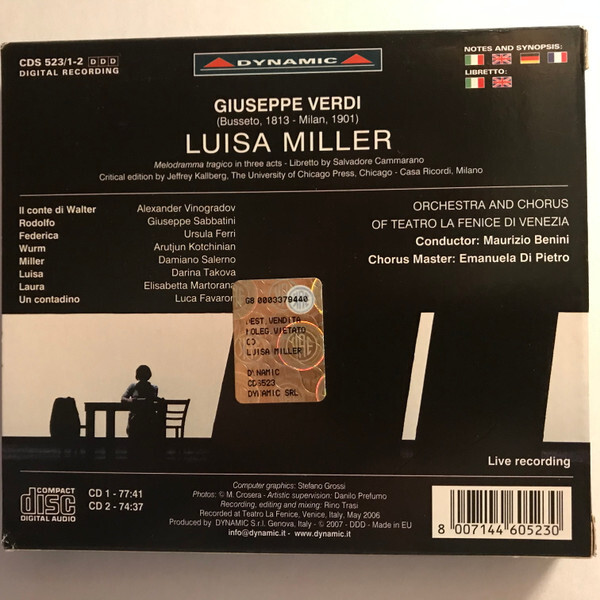 CDS 523/1-2 DDD
DIGITAL RECORDING
DYNAMIC
NOTES AND SYNOPSIS:
LIBRETTO:
GIUSEPPE VERDI
(Busseto, 1813 - Milan, 1901)
LUISA MILLER
Melodramma tragico in three acts - Libretto by Salvadore Cammarano
Critical edition by Jeffrey Kallberg, The University of Chicago Press, Chicago - Casa Ricordi, Milano
Il conte di Walter Alexander Vinogradov
Rodolfo Giuseppe Sabbatini
Federica Ursula Ferri
Wurm Arutjun Kotchinian
Miller Damiano Salerno
Luisa Darina Takova
Laura Elisabetta Martorana
Un contadino Luca Favaron
ORCHESTRA AND CHORUS
OF TEATRO LA FENICE DI VENEZIA
Conductor: Maurizio Benini
Chorus Master: Emanuela Di Pietro
GB 0003379440
DEST.VENDITA
NOLEG.VIETATO
CD
LUISA MILLER
DYNAMIC
CDS523
DYNAMIC SRL
Live recording
COMPACT
disc
DIGITAL AUDIO
CD 1 - 77:41
CD 2 - 74:37
Computer graphics: Stefano Grossi
Photos: © M. Crosera - Artistic supervision: Danilo Prefumo
Recording, editing and mixing: Rino Trasi
Recorded at Teatro La Fenice, Venice, Italy, May 2006
Produced by DYNAMIC S.r.l. Genova, Italy - © 2007 - DDD - Made in EU
info@dynamic.it - www.dynamic.it
8 007144 605230